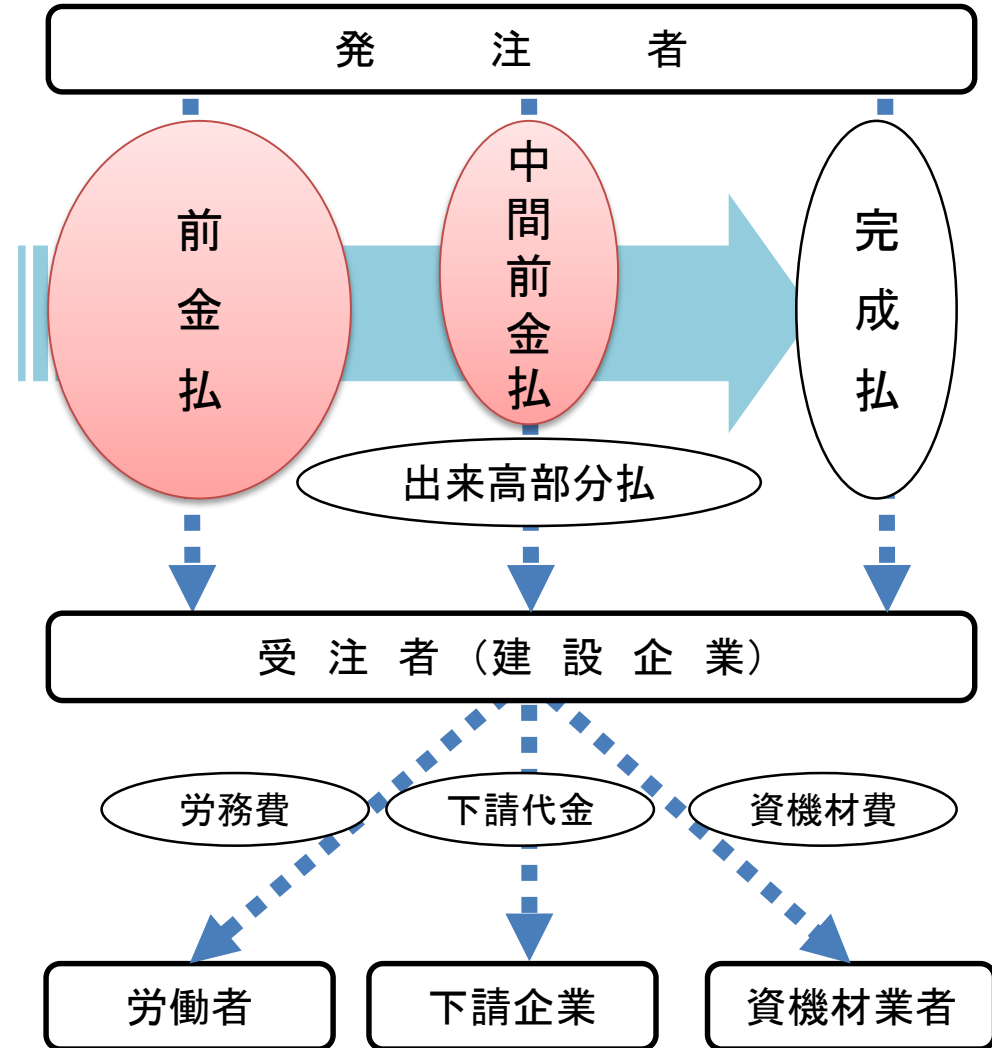 発注者
前金払
中間前金払
完成払
出来高部分払
受注者（建設企業）
労務費
下請代金
資機材費
労働者
下請企業
資機材業者